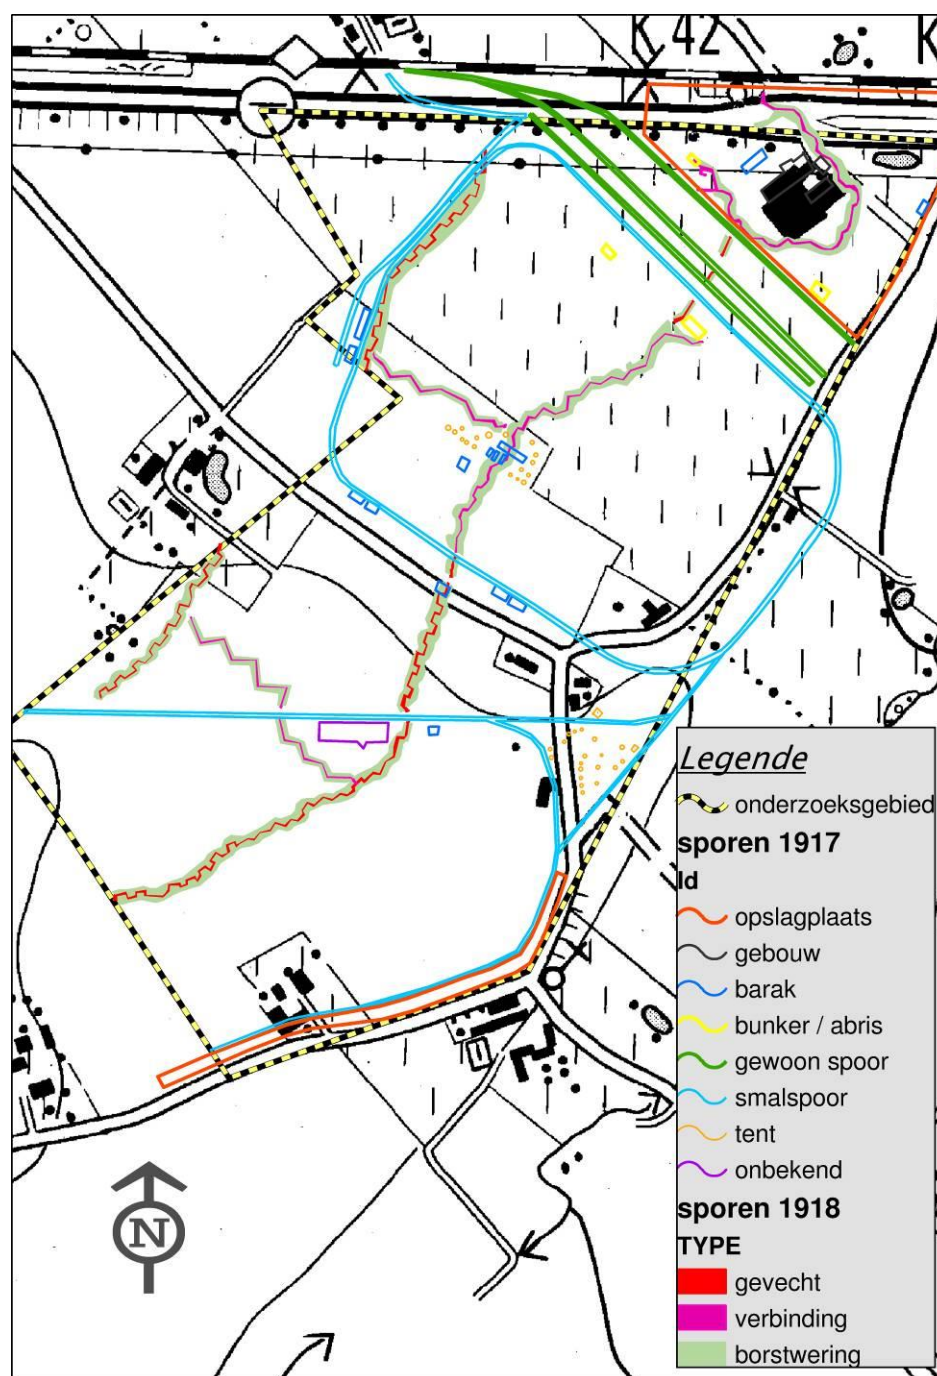 K 42
K
Legende
onderzoeksgebied
sporen 1917
Id
opslagplaats
gebouw
barak
bunker / abris
gewoon spoor
smalspoor
tent
onbekend
sporen 1918
TYPE
gevecht
verbinding
borstwering
N